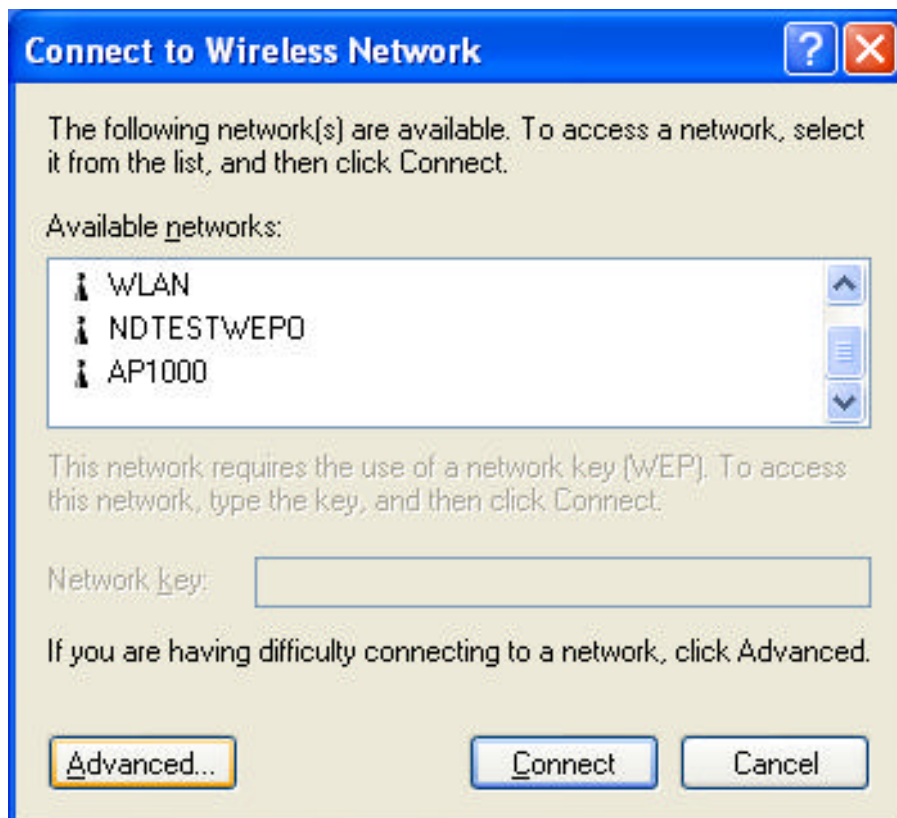 Connect to Wireless Network
The following network(s) are available. To access a network, select
it from the list, and then click Connect.
Available networks:
WLAN
NDTESTWEP0
AP1000
This network requires the use of a network key (WEP). To access
this network, type the key, and then click Connect.
Network key:
If you are having difficulty connecting to a network, click Advanced.
Advanced... Connect Cancel